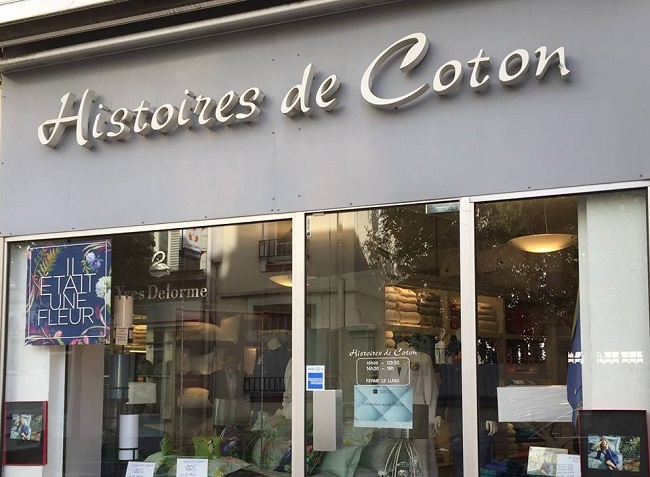 Histoires de Coton
IL
ÉTAIT
UNE
FLEUR
Yves Delorme
Histoires de Coton
FERMÉ LE LUNDI